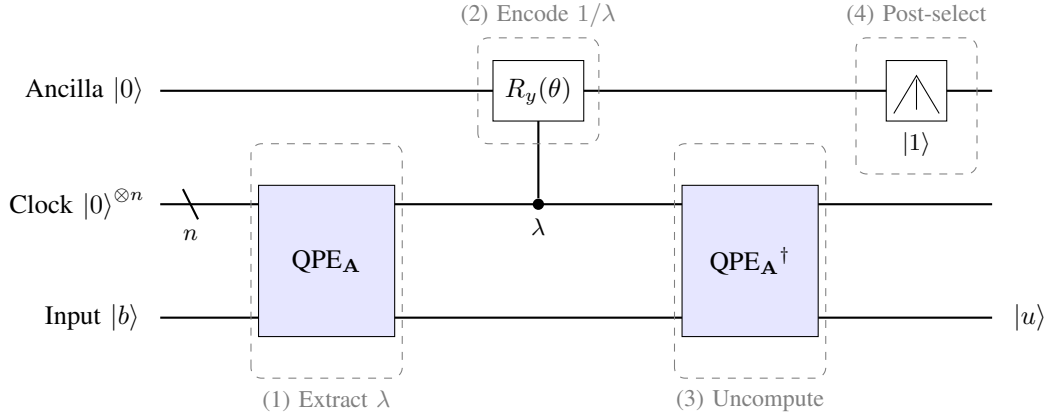 (2) Encode 1/λ
(4) Post-select
Ancilla |0⟩
R_y(θ)
|1⟩
Clock |0⟩^{⊗n}
n
λ
QPE_A
QPE_A^†
Input |b⟩
|u⟩
(1) Extract λ
(3) Uncompute